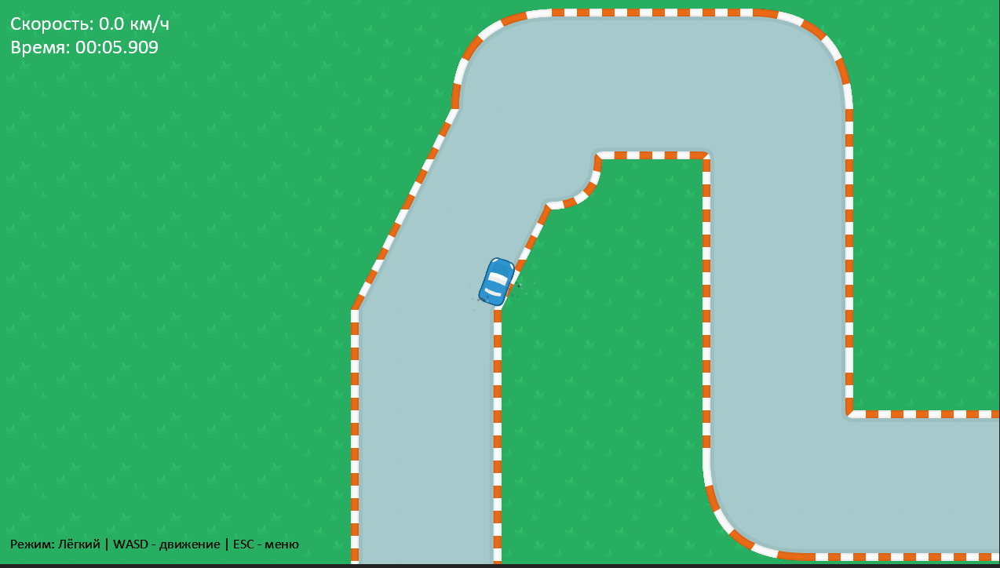 Скорость: 0.0 км/ч
Время: 00:05.909
Режим: Лёгкий | WASD - движение | ESC - меню